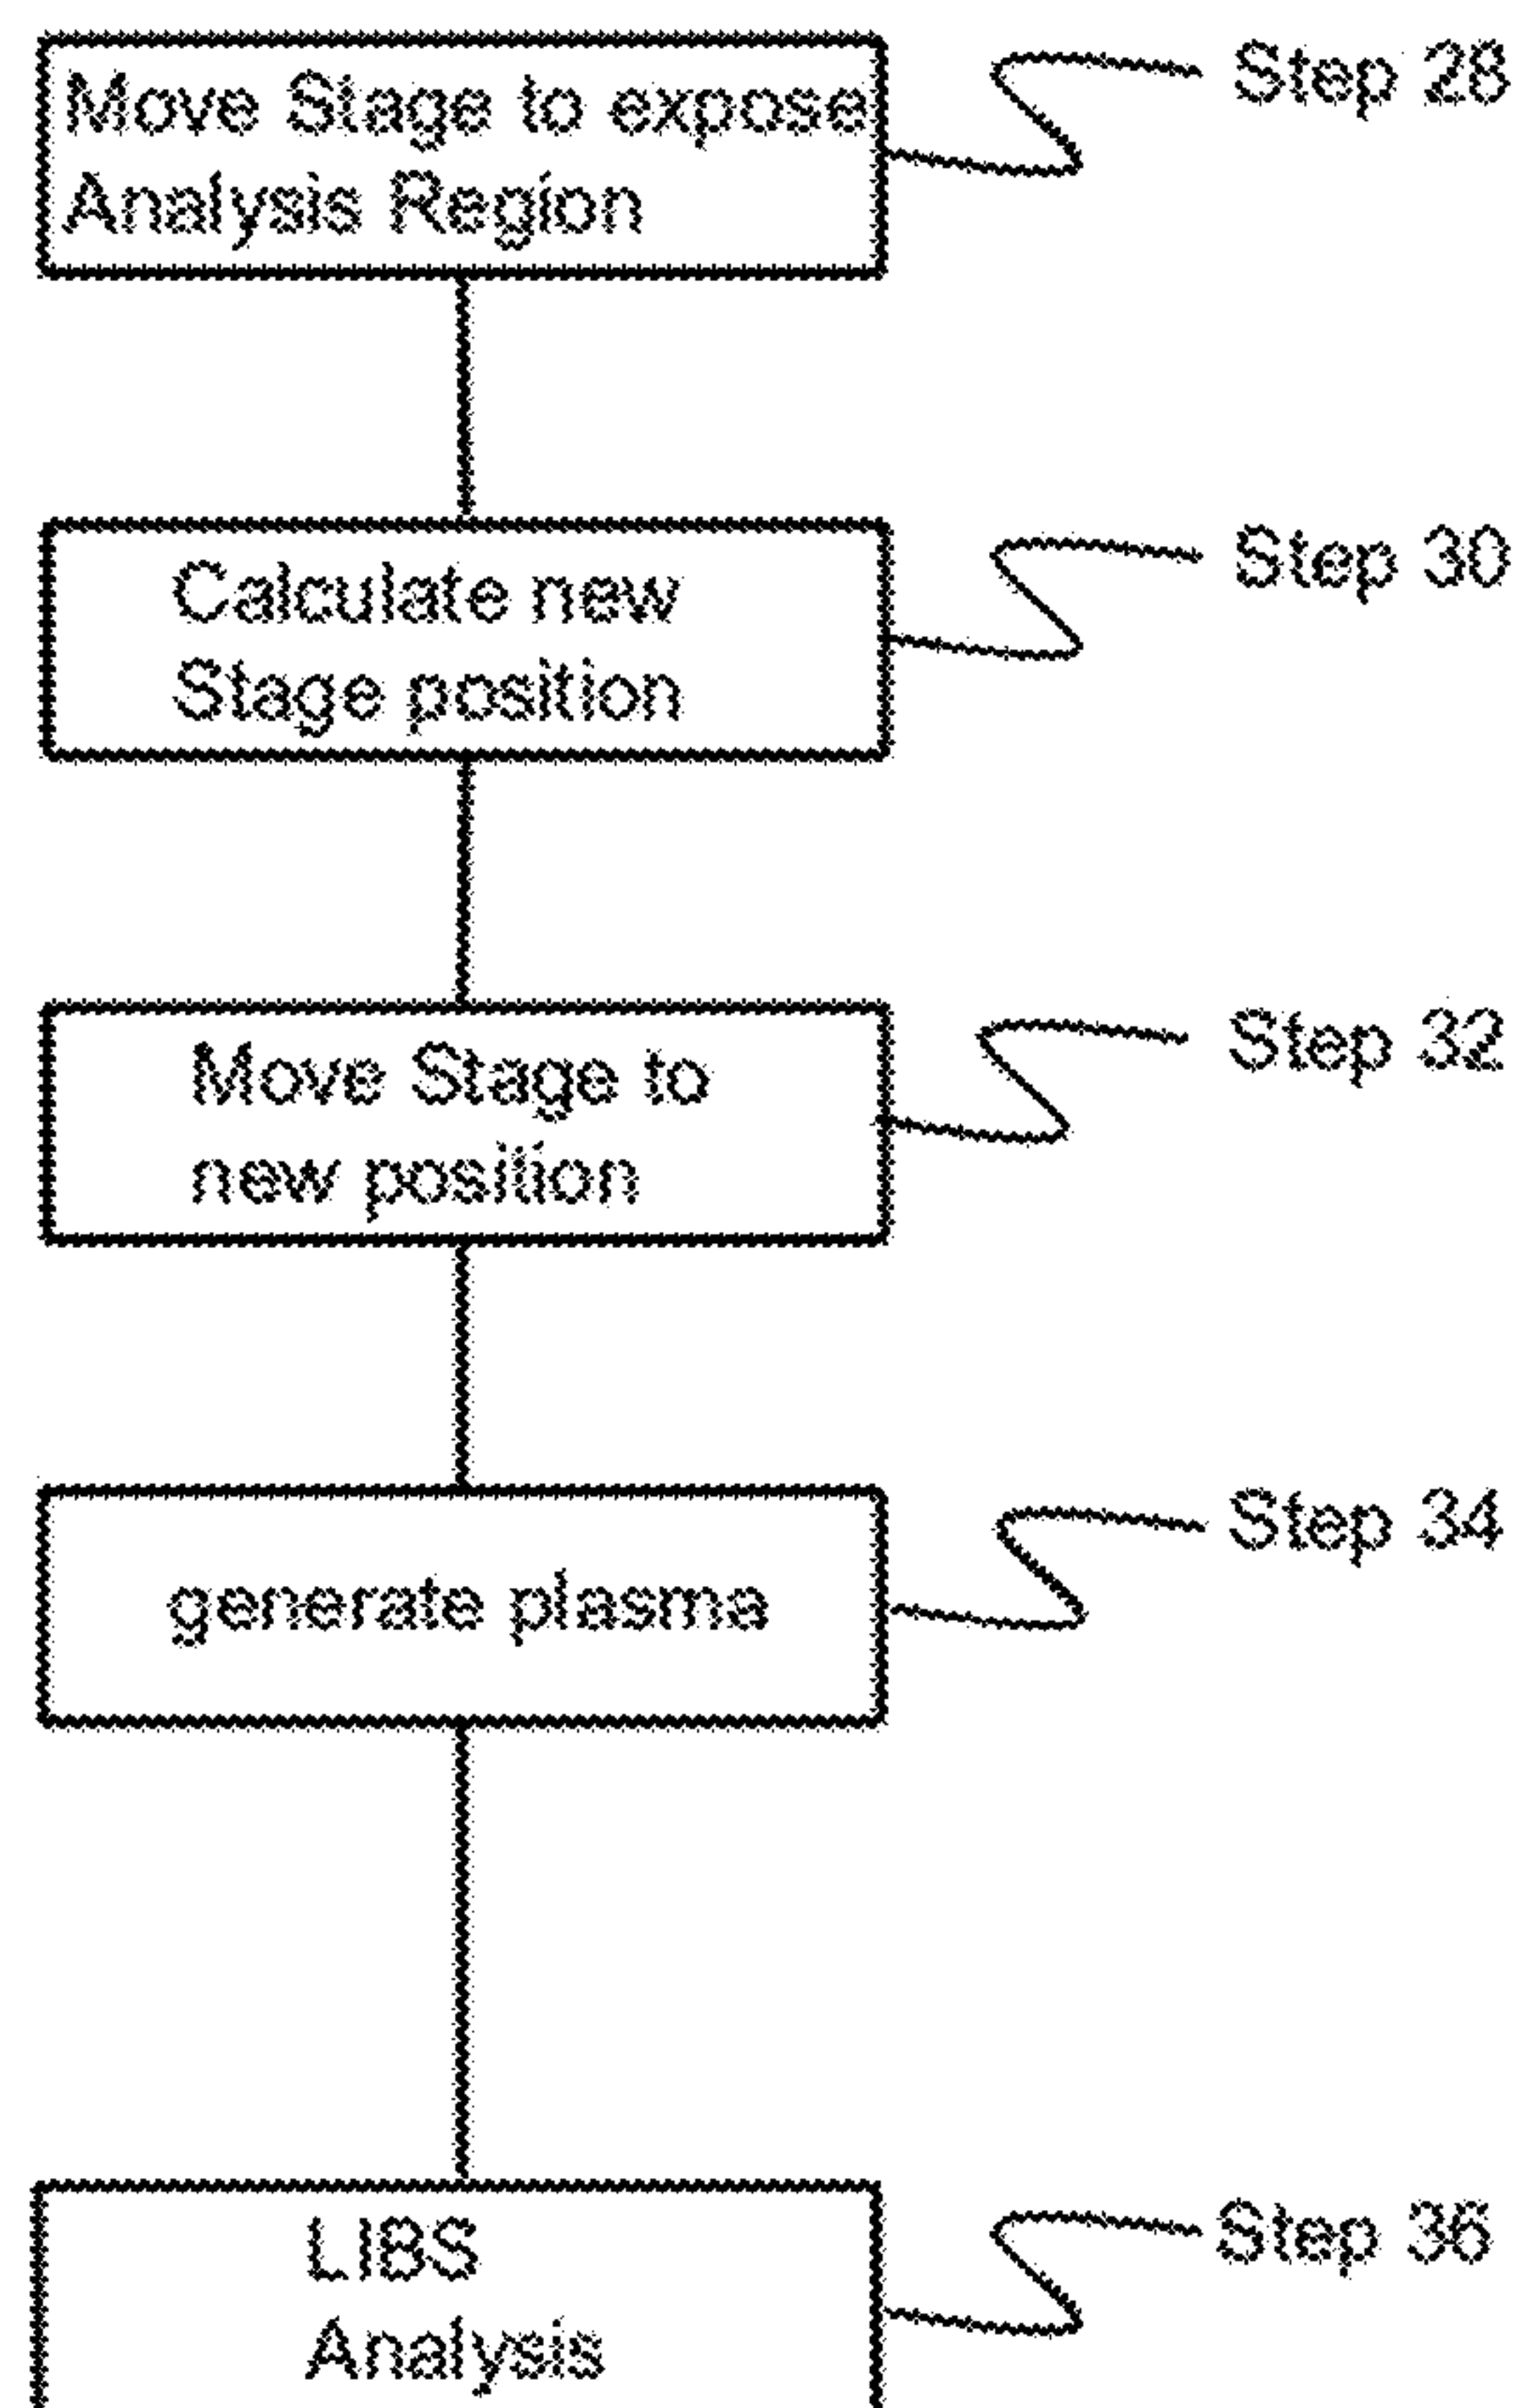 Move Stage to expose
Analysis Region
Step 28
Calculate new
Stage position
Step 30
Move Stage to
new position
Step 32
generate plasma
Step 34
LIBS
Analysis
Step 36